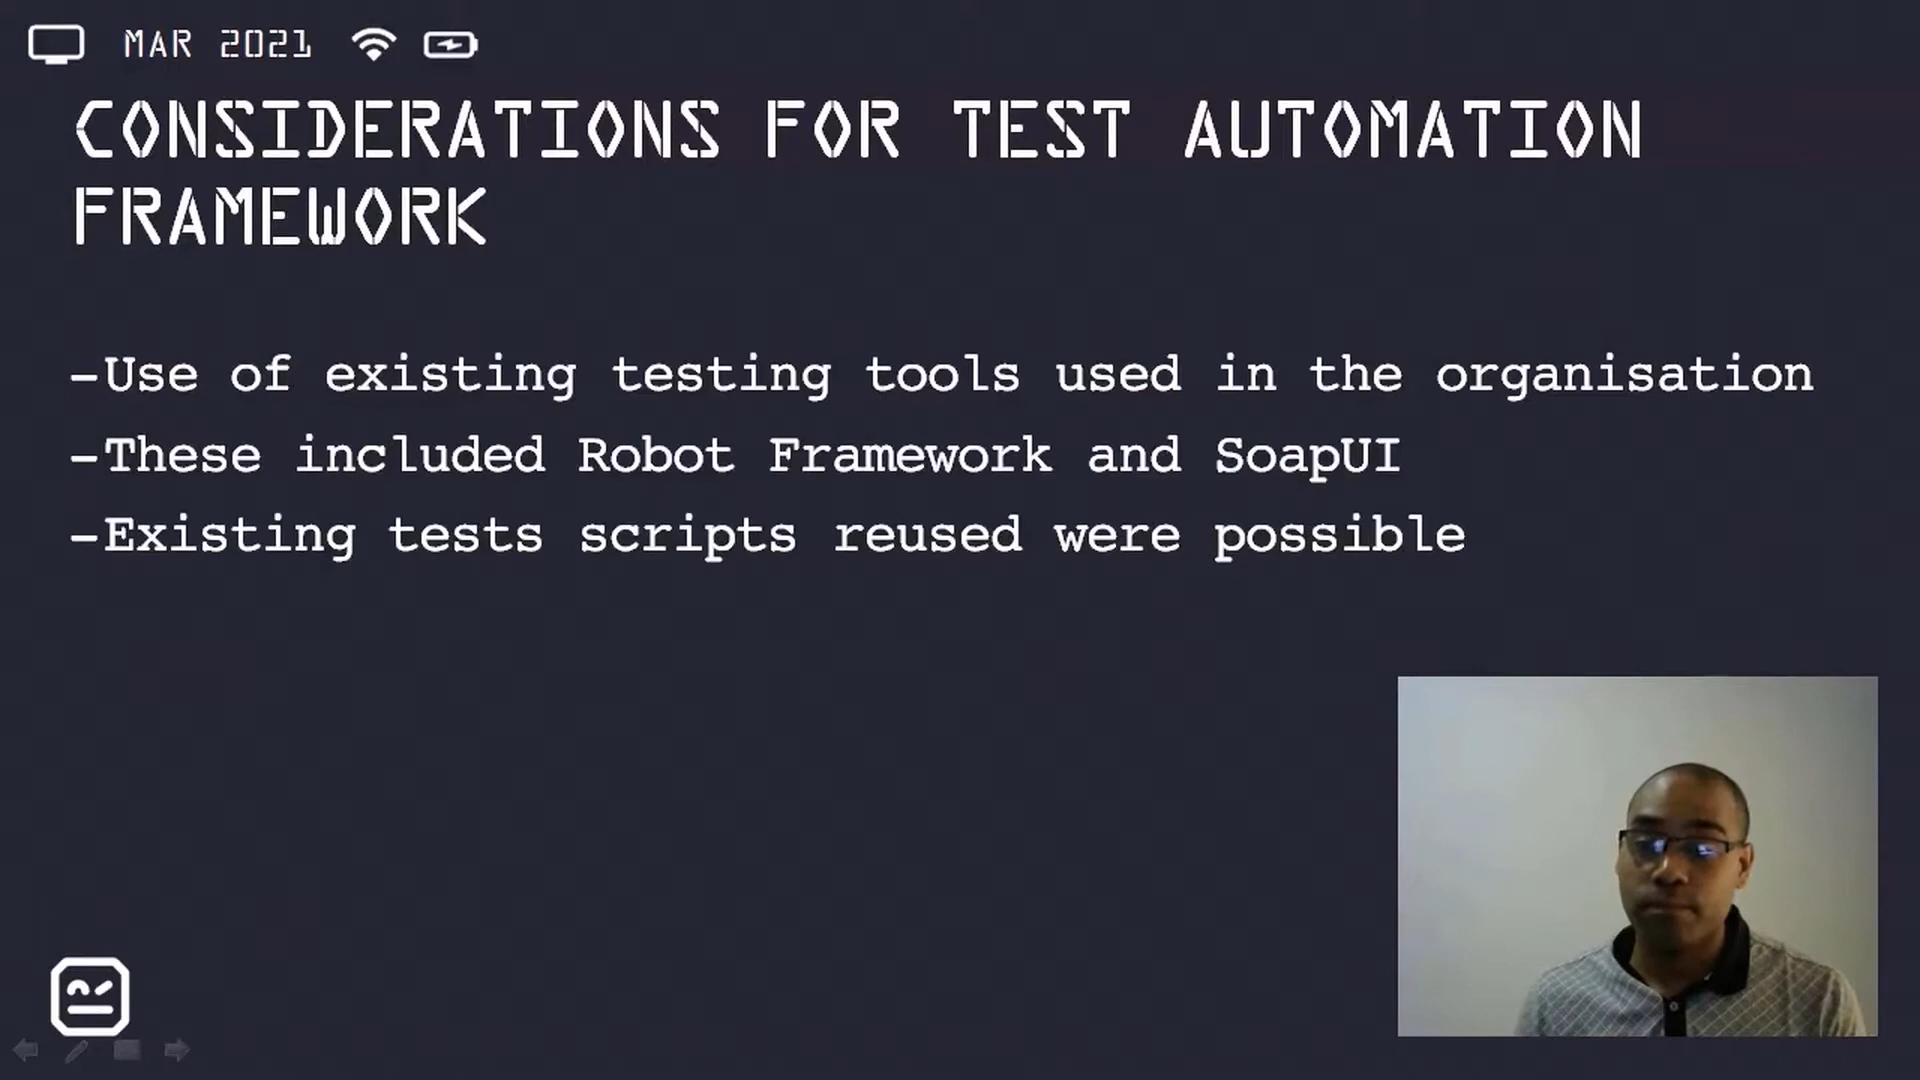 MAR 2021
CONSIDERATIONS FOR TEST AUTOMATION
FRAMEWORK
-Use of existing testing tools used in the organisation
-These included Robot Framework and SoapUI
-Existing tests scripts reused were possible